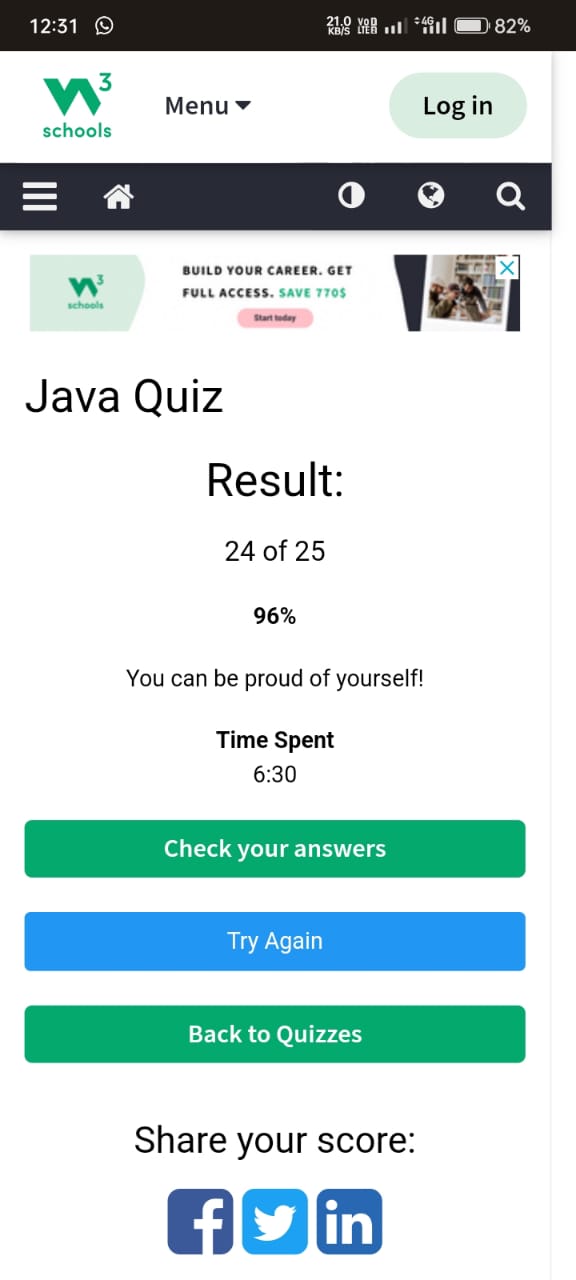 12:31 21.0 KB/S VoD LTE 4G 82%
W3 schools
Menu
Log in
W3 schools
BUILD YOUR CAREER. GET
FULL ACCESS. SAVE 770$
Start today
Java Quiz
Result:
24 of 25
96%
You can be proud of yourself!
Time Spent
6:30
Check your answers
Try Again
Back to Quizzes
Share your score:
f
in